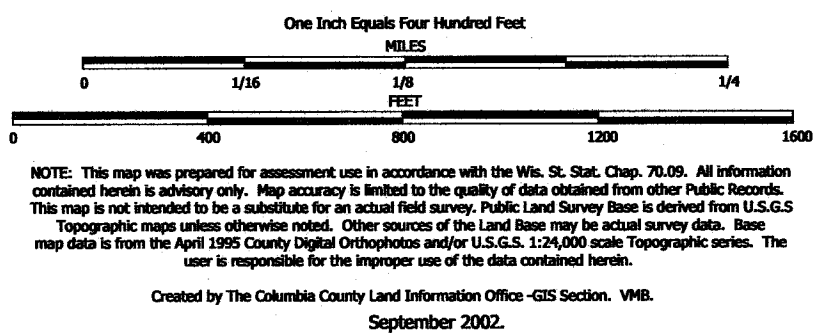 One Inch Equals Four Hundred Feet
MILES
0 1/16 1/8 1/4
FEET
0 400 800 1200 1600
NOTE: This map was prepared for assessment use in accordance with the Wis. St. Stat. Chap. 70.09. All information
contained herein is advisory only. Map accuracy is limited to the quality of data obtained from other Public Records.
This map is not intended to be a substitute for an actual field survey. Public Land Survey Base is derived from U.S.G.S
Topographic maps unless otherwise noted. Other sources of the Land Base may be actual survey data. Base
map data is from the April 1995 County Digital Orthophotos and/or U.S.G.S. 1:24,000 scale Topographic series. The
user is responsible for the improper use of the data contained herein.
Created by The Columbia County Land Information Office -GIS Section. VMB.
September 2002.